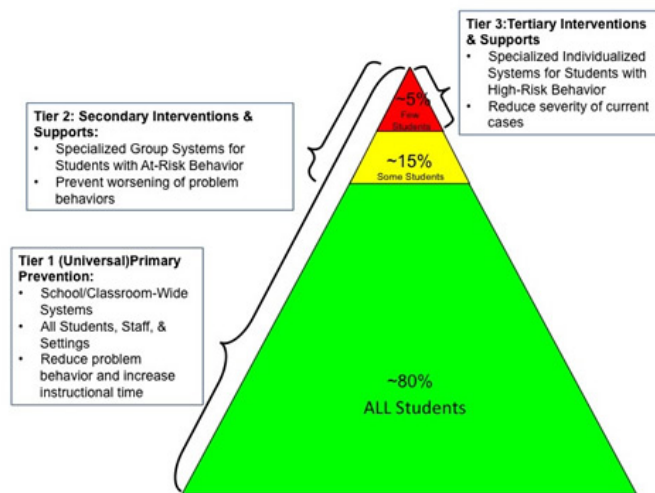 Tier 3:Tertiary Interventions
& Supports
• Specialized Individualized
Systems for Students with
High-Risk Behavior
• Reduce severity of current
cases
Tier 2: Secondary Interventions &
Supports:
• Specialized Group Systems for
Students with At-Risk Behavior
• Prevent worsening of problem
behaviors
Tier 1 (Universal)Primary
Prevention:
• School/Classroom-Wide
Systems
• All Students, Staff, &
Settings
• Reduce problem
behavior and increase
instructional time
~5%
Few
Students
~15%
Some Students
~80%
ALL Students